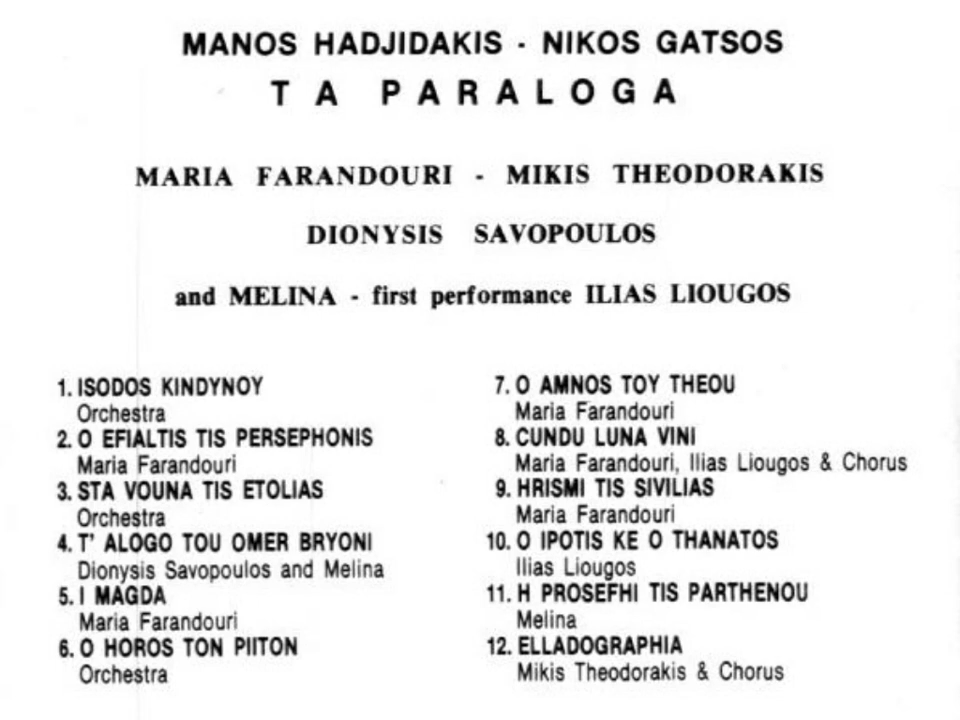 MANOS HADJIDAKIS - NIKOS GATSOS
TA PARALOGA
MARIA FARANDOURI - MIKIS THEODORAKIS
DIONYSIS SAVOPOULOS
and MELINA - first performance ILIAS LIOUGOS
1. ISODOS KINDYNOY
Orchestra
2. O EFIALTIS TIS PERSEPHONIS
Maria Farandouri
3. STA VOUNA TIS ETOLIAS
Orchestra
4. T' ALOGO TOU OMER BRYONI
Dionysis Savopoulos and Melina
5. I MAGDA
Maria Farandouri
6. O HOROS TON PIITON
Orchestra
7. O AMNOS TOY THEOU
Maria Farandouri
8. CUNDU LUNA VINI
Maria Farandouri, Ilias Liougos & Chorus
9. HRISMI TIS SIVILIAS
Maria Farandouri
10. O IPOTIS KE O THANATOS
Ilias Liougos
11. H PROSEFHI TIS PARTHENOU
Melina
12. ELLADOGRAPHIA
Mikis Theodorakis & Chorus